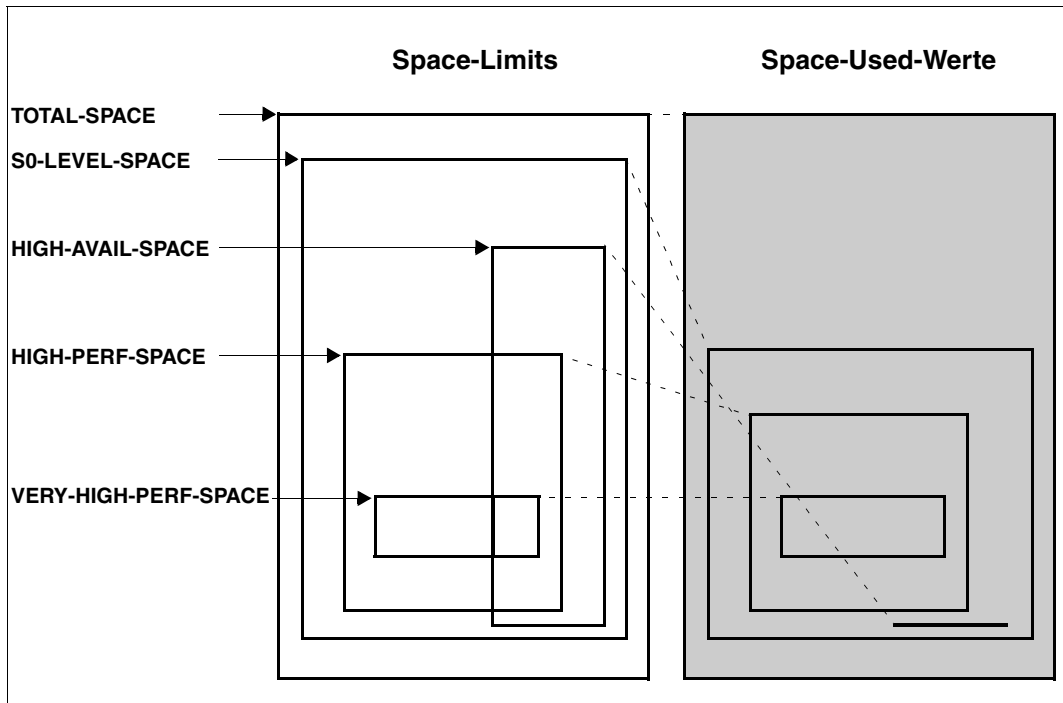 Space-Limits
Space-Used-Werte
TOTAL-SPACE
S0-LEVEL-SPACE
HIGH-AVAIL-SPACE
HIGH-PERF-SPACE
VERY-HIGH-PERF-SPACE